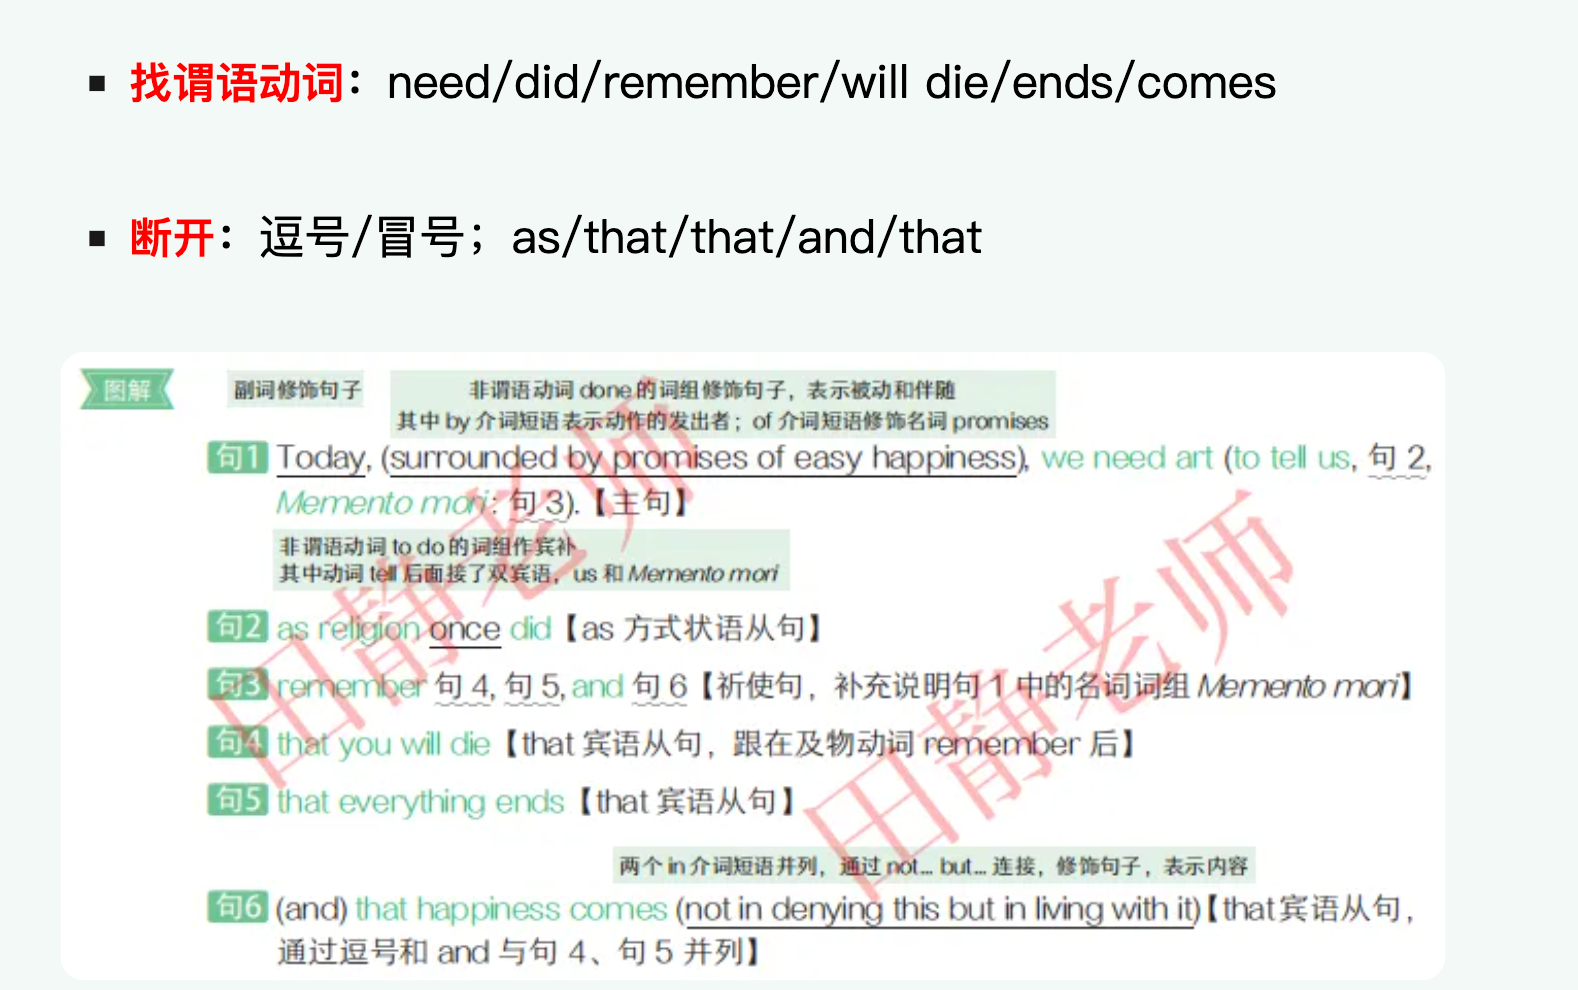 ▪ 找谓语动词：need/did/remember/will die/ends/comes
▪ 断开：逗号/冒号；as/that/that/and/that
图解
副词修饰句子
非谓语动词 done 的词组修饰句子，表示被动和伴随
其中 by 介词短语表示动作的发出者；of 介词短语修饰名词 promises
句1 Today, (surrounded by promises of easy happiness), we need art (to tell us, 句 2,
Memento mori: 句 3).【主句】
非谓语动词 to do 的词组作宾补
其中动词 tell 后面接了双宾语，us 和 Memento mori
句2 as religion once did【as 方式状语从句】
句3 remember 句 4, 句 5, and 句 6【祈使句，补充说明句 1 中的名词词组 Memento mori】
句4 that you will die【that 宾语从句，跟在及物动词 remember 后】
句5 that everything ends【that 宾语从句】
两个 in 介词短语并列，通过 not... but... 连接，修饰句子，表示内容
句6 (and) that happiness comes (not in denying this but in living with it)【that宾语从句，
通过逗号和 and 与句 4、句 5 并列】
田静老师
田静老师